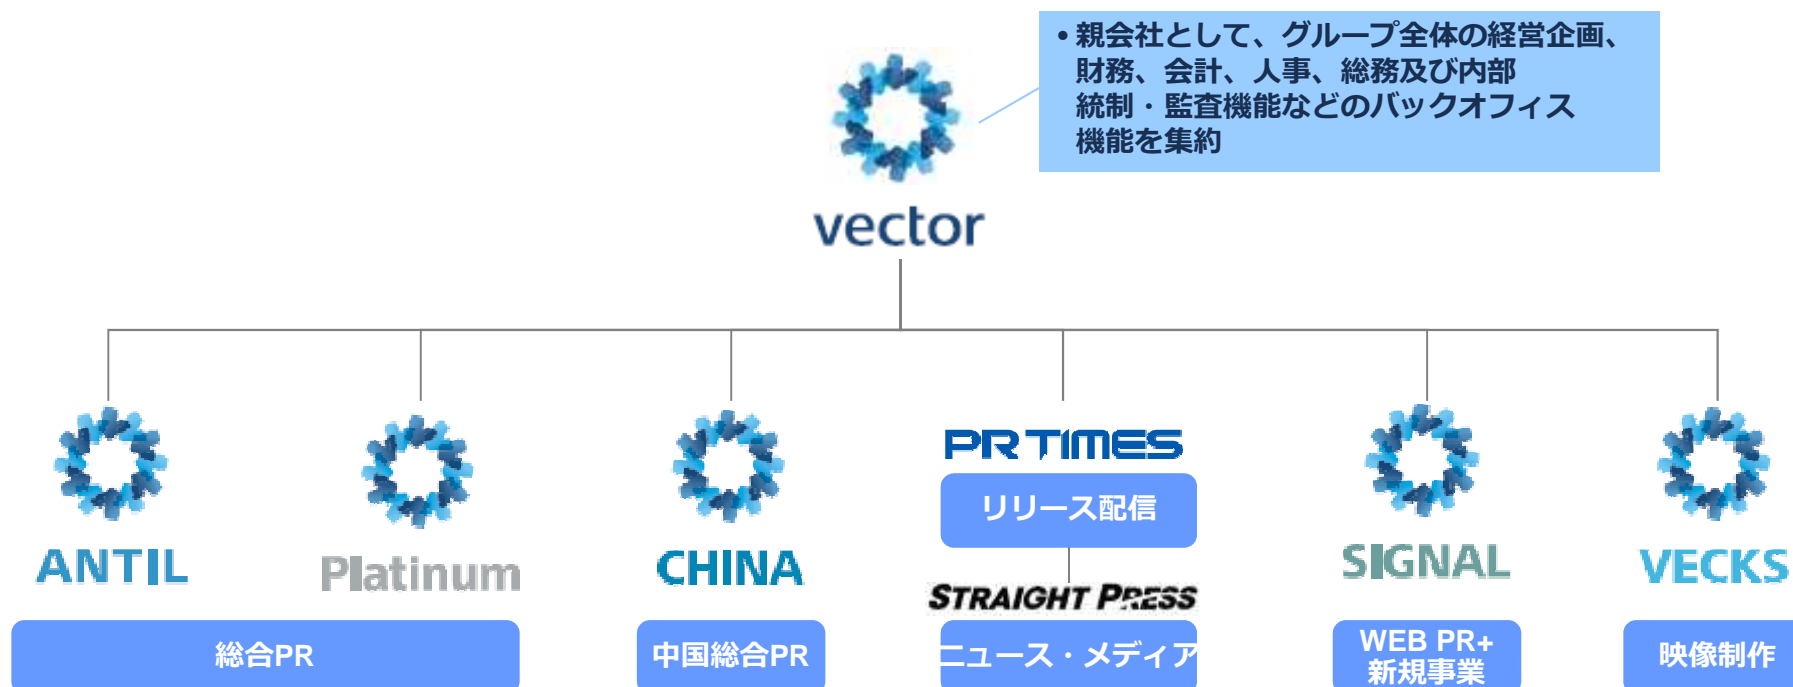 • 親会社として、グループ全体の経営企画、
財務、会計、人事、総務及び内部
統制・監査機能などのバックオフィス
機能を集約
vector
ANTIL
Platinum
総合PR
CHINA
中国総合PR
PR TIMES
リリース配信
STRAIGHT PRESS
ニュース・メディア
SIGNAL
WEB PR+
新規事業
VECKS
映像制作